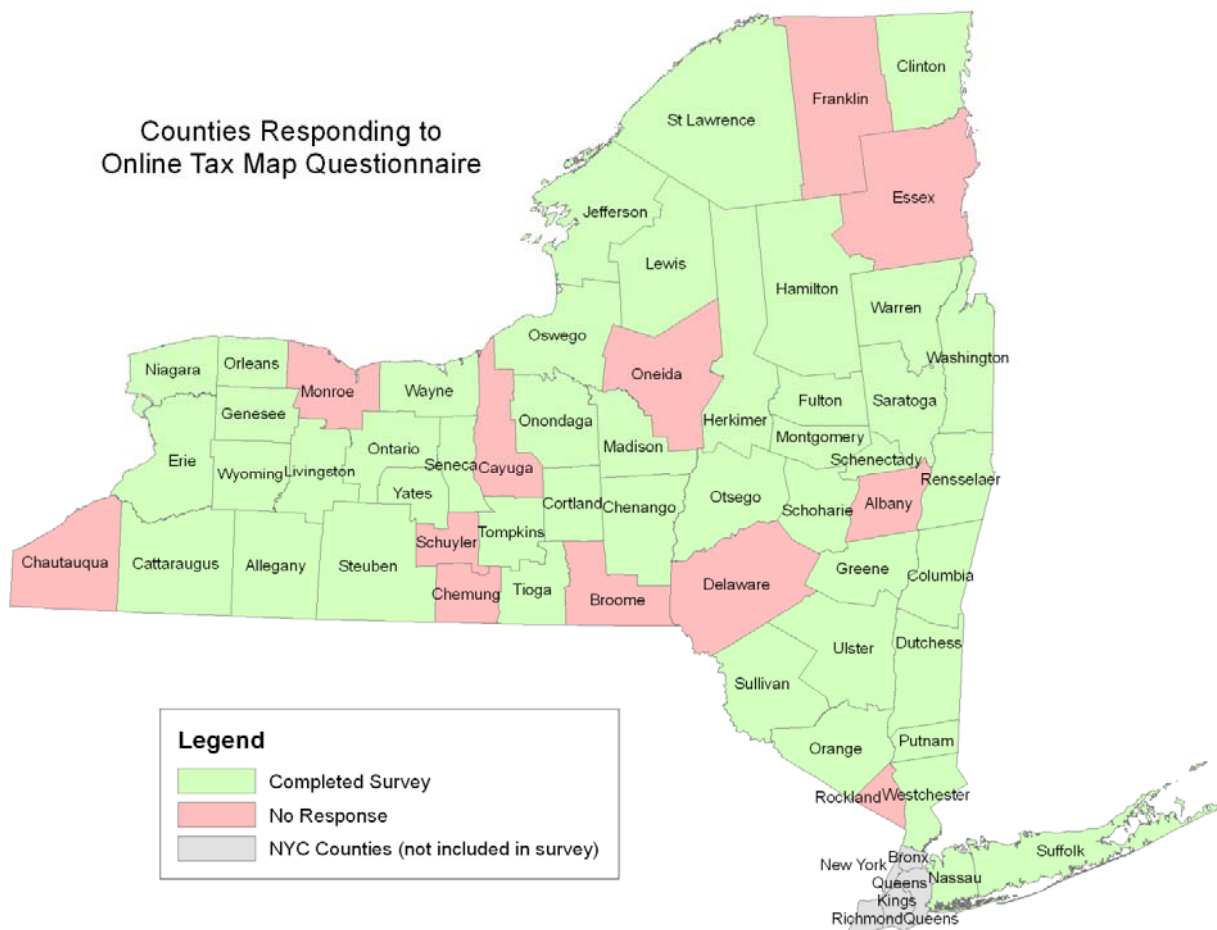 Counties Responding to
Online Tax Map Questionnaire
Clinton
Franklin
St Lawrence
Essex
Jefferson
Lewis
Hamilton
Warren
Oswego
Washington
Orleans
Niagara
Oneida
Monroe
Wayne
Fulton
Saratoga
Genesee
Onondaga
Herkimer
Madison
Montgomery
Ontario
Schenectady
Erie
Wyoming
Livingston
Seneca
Cayuga
Rensselaer
Yates
Cortland
Otsego
Albany
Chenango
Schoharie
Tompkins
Schuyler
Chautauqua
Cattaraugus
Allegany
Steuben
Greene
Columbia
Delaware
Chemung
Tioga
Broome
Dutchess
Ulster
Sullivan
Putnam
Orange
Rockland
Westchester
Legend
Completed Survey
No Response
NYC Counties (not included in survey)
Suffolk
Bronx
New York
Nassau
Queens
Kings
Richmond
Queens